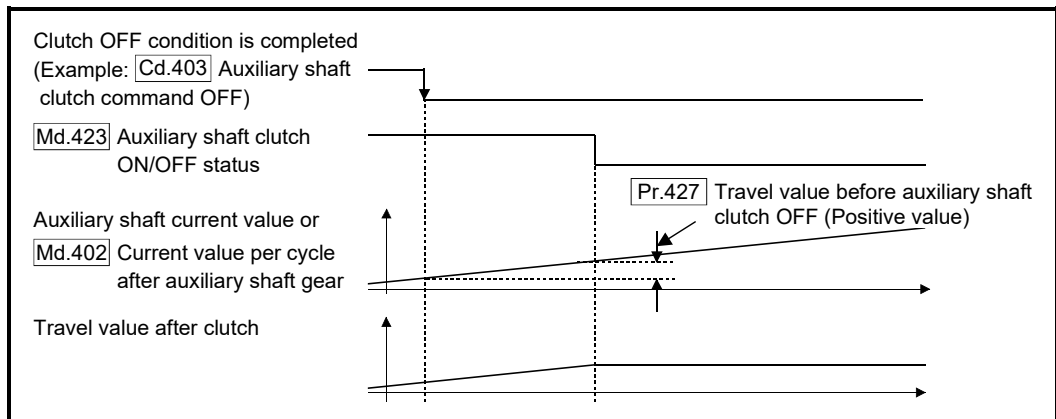 Clutch OFF condition is completed
(Example: Cd.403 Auxiliary shaft
clutch command OFF)
Md.423 Auxiliary shaft clutch
ON/OFF status
Pr.427 Travel value before auxiliary shaft
clutch OFF (Positive value)
Auxiliary shaft current value or
Md.402 Current value per cycle
after auxiliary shaft gear
Travel value after clutch